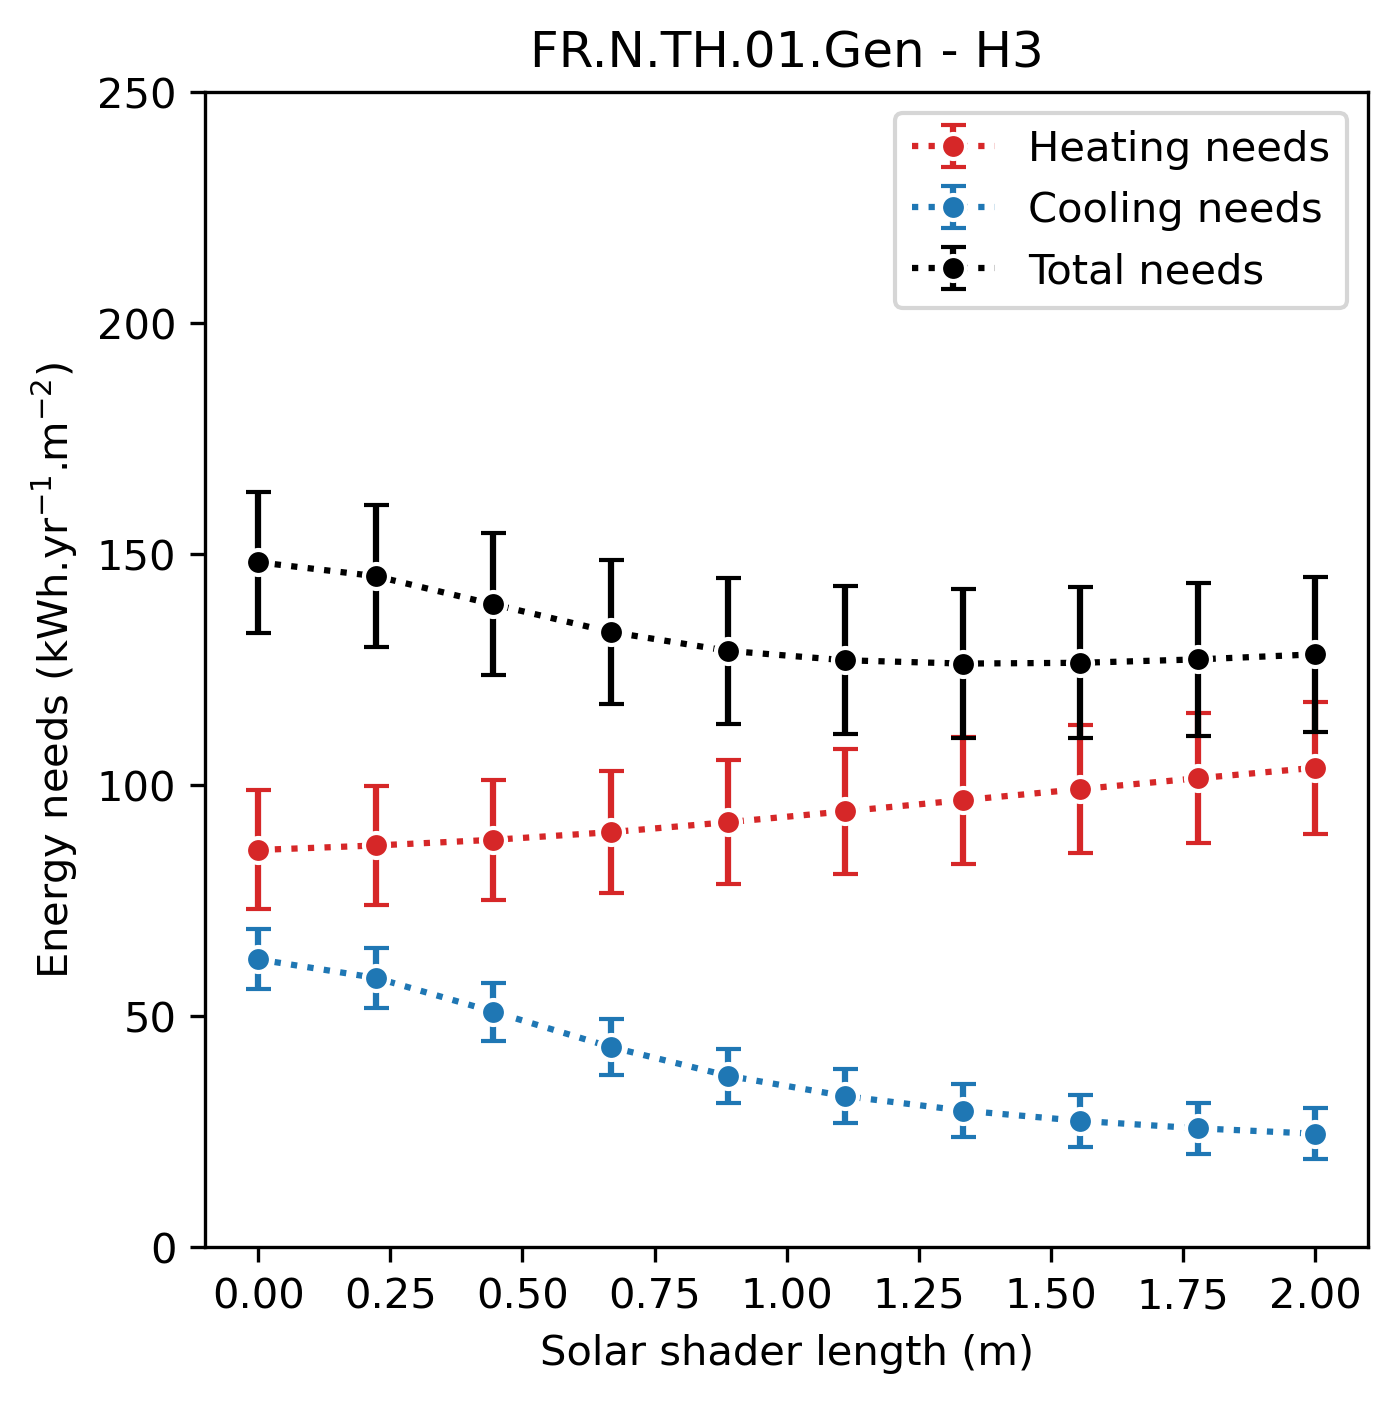 FR.N.TH.01.Gen - H3
250
200
150
100
50
0
Energy needs (kWh.yr⁻¹.m⁻²)
Heating needs
Cooling needs
Total needs
0.00 0.25 0.50 0.75 1.00 1.25 1.50 1.75 2.00
Solar shader length (m)